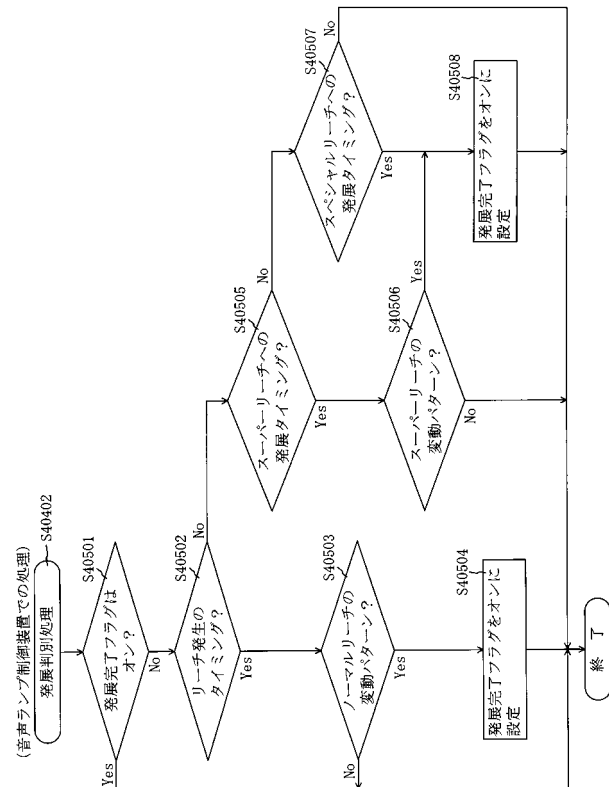 (音声ランプ制御装置での処理)
S40402
発展判別処理
S40501
発展完了フラグは
オン?
Yes
No
S40502
リーチ発生の
タイミング?
No
Yes
S40503
ノーマルリーチの
変動パターン?
No
Yes
S40504
発展完了フラグをオンに
設定
S40505
スーパーリーチへの
発展タイミング?
No
Yes
S40506
スーパーリーチの
変動パターン?
Yes
No
S40507
スペシャルリーチへの
発展タイミング?
No
Yes
S40508
発展完了フラグをオンに
設定
終 了